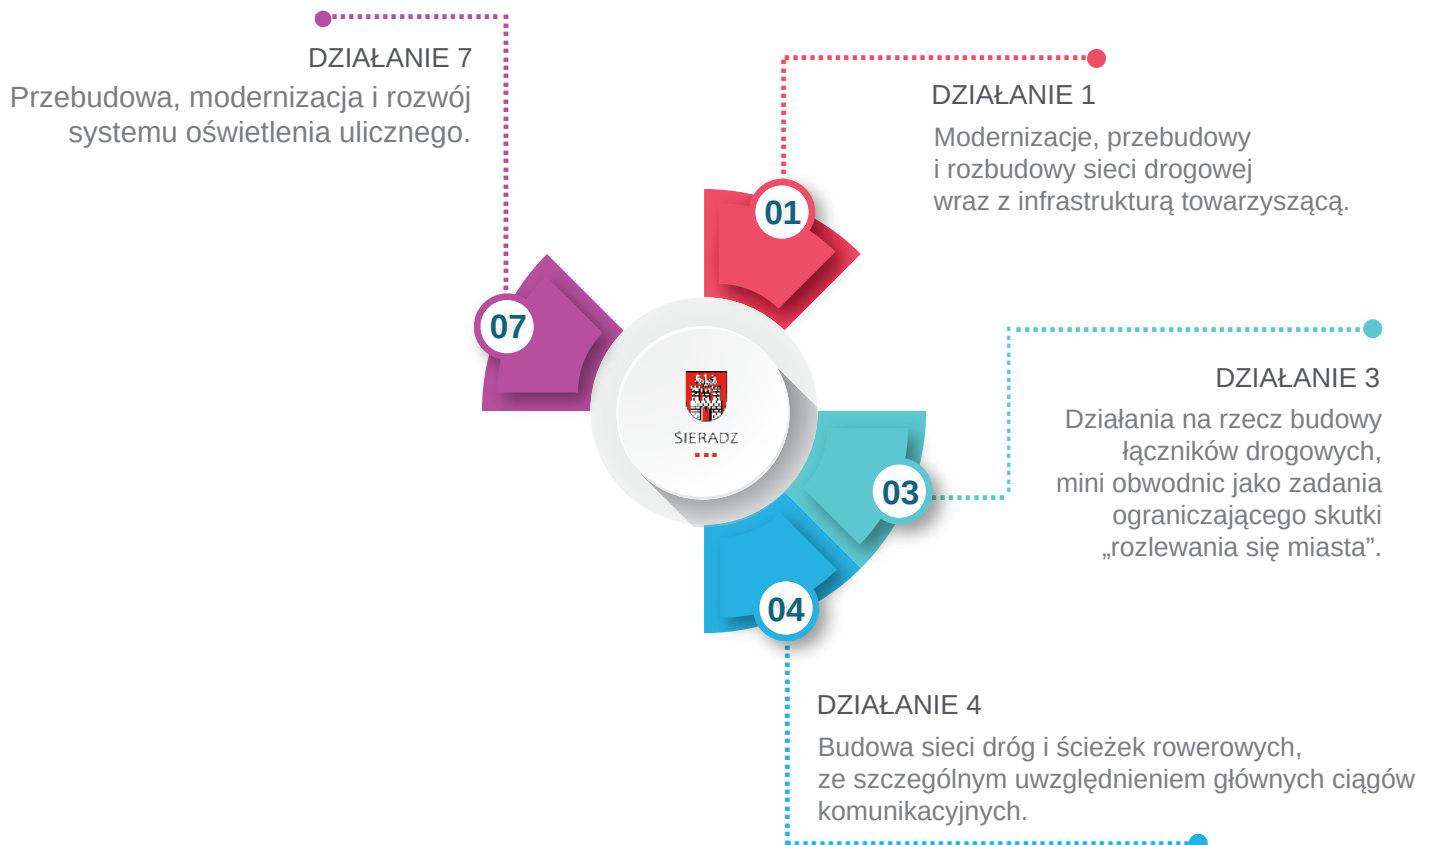 DZIAŁANIE 7
Przebudowa, modernizacja i rozwój
systemu oświetlenia ulicznego.
DZIAŁANIE 1
Modernizacje, przebudowy
i rozbudowy sieci drogowej
wraz z infrastrukturą towarzyszącą.
01
07
SIERADZ
DZIAŁANIE 3
Działania na rzecz budowy
łączników drogowych,
mini obwodnic jako zadania
ograniczającego skutki
„rozlewania się miasta”.
03
04
DZIAŁANIE 4
Budowa sieci dróg i ścieżek rowerowych,
ze szczególnym uwzględnieniem głównych ciągów
komunikacyjnych.